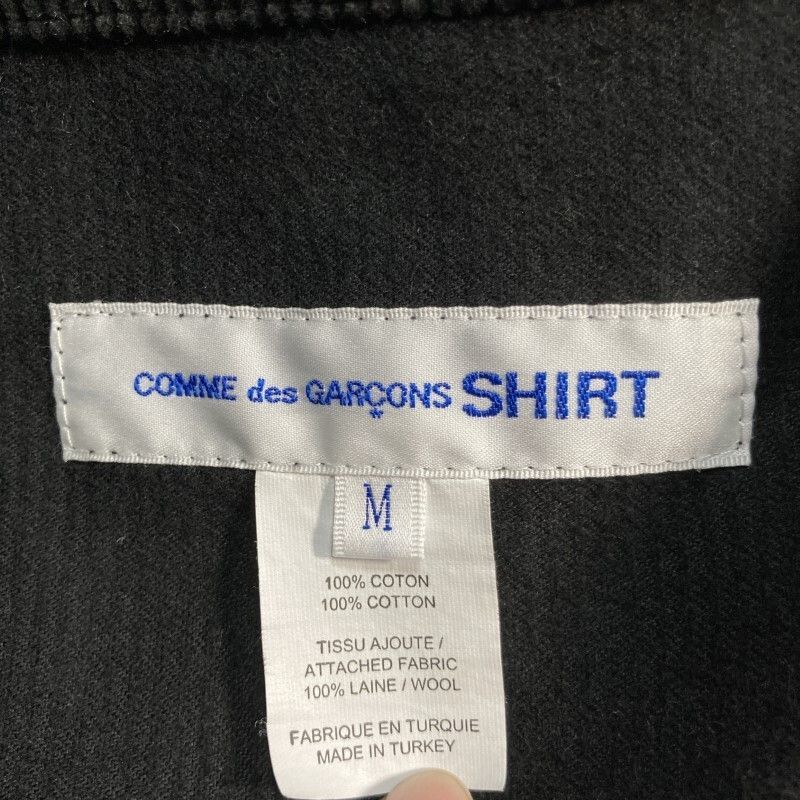 COMME des GARÇONS SHIRT
M
100% COTON
100% COTTON
TISSU AJOUTE /
ATTACHED FABRIC
100% LAINE / WOOL
FABRIQUE EN TURQUIE
MADE IN TURKEY